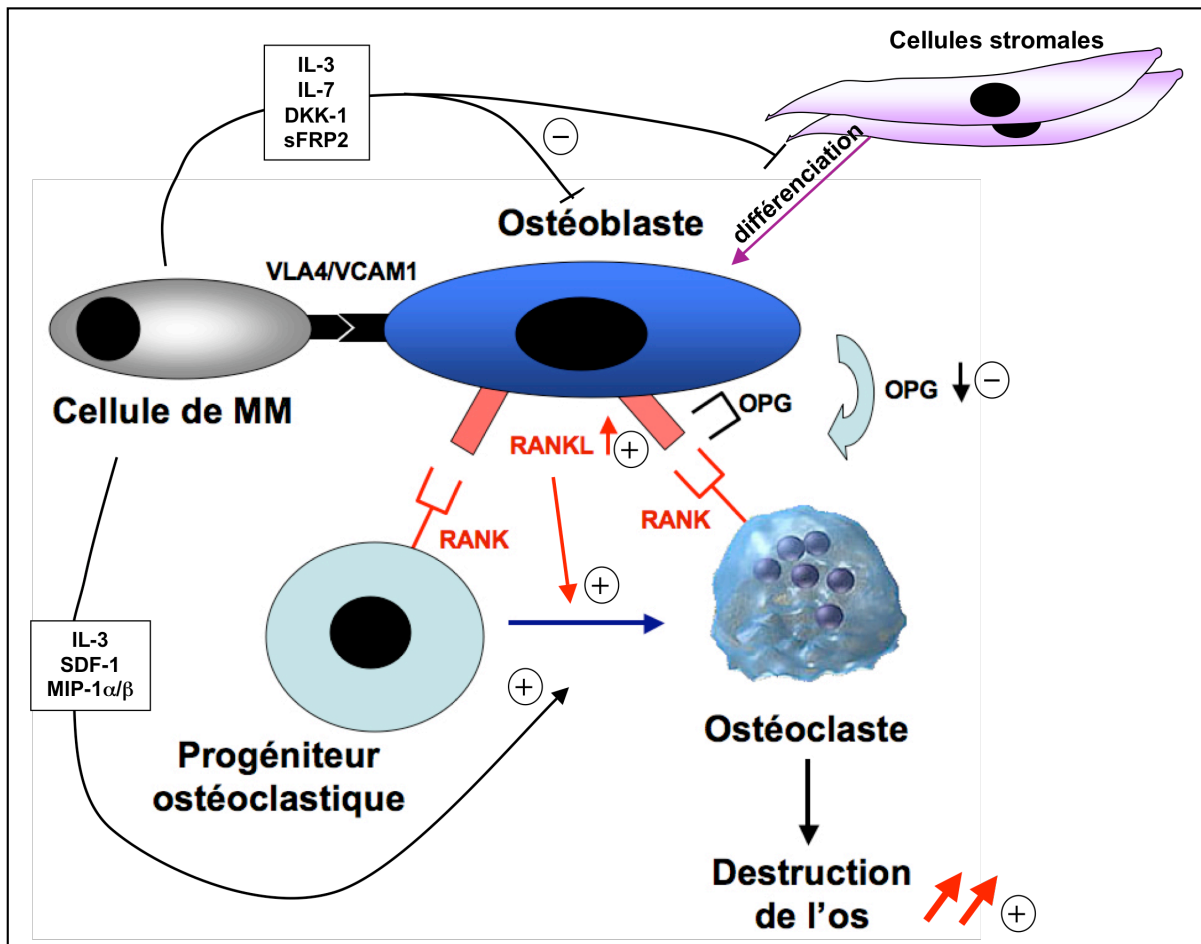 Cellules stromales
IL-3
IL-7
DKK-1
sFRP2
−
différenciation
Ostéoblaste
VLA4/VCAM1
Cellule de MM
OPG
OPG
−
RANKL
+
RANK
RANK
+
IL-3
SDF-1
MIP-1α/β
+
Progéniteur
ostéoclastique
Ostéoclaste
Destruction
de l'os
+